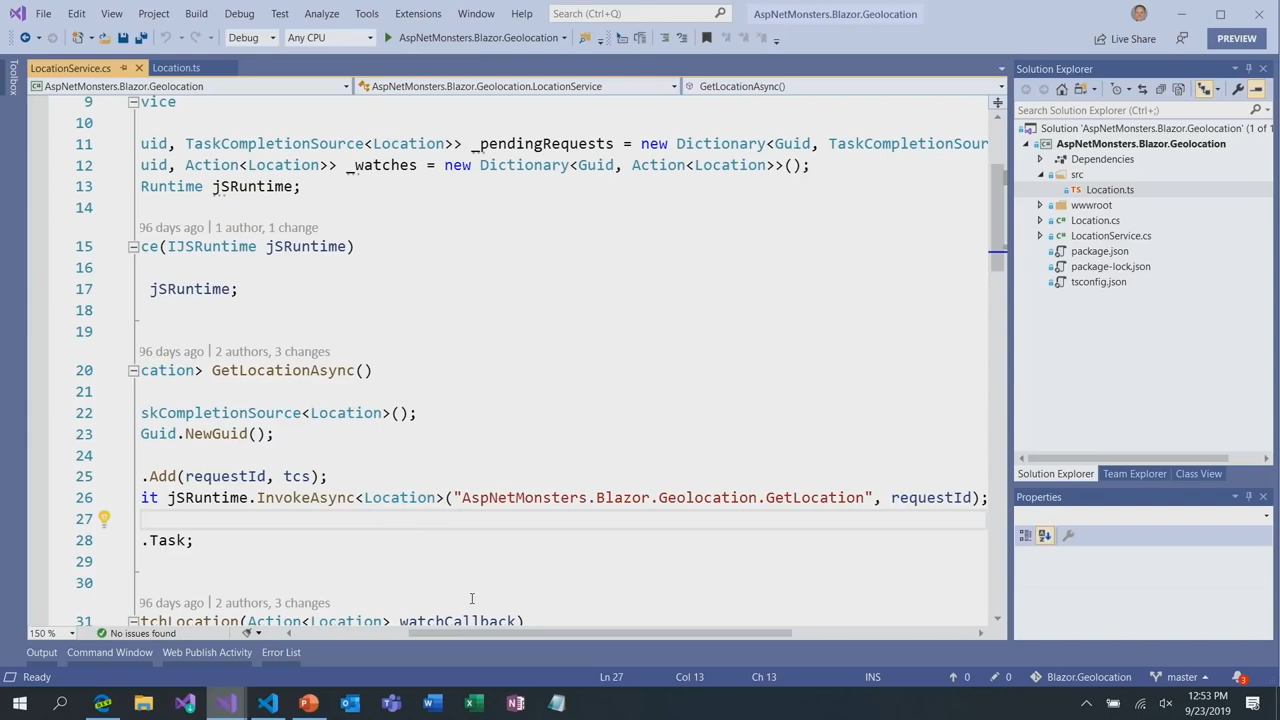 File Edit View Project Build Debug Test Analyze Tools Extensions Window Help Search (Ctrl+Q) AspNetMonsters.Blazor.Geolocation
Debug Any CPU AspNetMonsters.Blazor.Geolocation Live Share PREVIEW
Toolbox
LocationService.cs Location.ts
AspNetMonsters.Blazor.Geolocation AspNetMonsters.Blazor.Geolocation.LocationService GetLocationAsync()
9 vice
10
11 uid, TaskCompletionSource<Location>> _pendingRequests = new Dictionary<Guid, TaskCompletionSour
12 uid, Action<Location>> _watches = new Dictionary<Guid, Action<Location>>();
13 Runtime jSRuntime;
14
96 days ago | 1 author, 1 change
15 ce(IJSRuntime jSRuntime)
16
17 jSRuntime;
18
19
96 days ago | 2 authors, 3 changes
20 cation> GetLocationAsync()
21
22 skCompletionSource<Location>();
23 Guid.NewGuid();
24
25 .Add(requestId, tcs);
26 it jSRuntime.InvokeAsync<Location>("AspNetMonsters.Blazor.Geolocation.GetLocation", requestId);
27
28 .Task;
29
30
96 days ago | 2 authors, 3 changes
31 tchLocation(Action<Location> watchCallback)
150 % No issues found
Output Command Window Web Publish Activity Error List
Solution Explorer
Search Solution Explorer (Ctrl+;)
Solution 'AspNetMonsters.Blazor.Geolocation' (1 of 1
AspNetMonsters.Blazor.Geolocation
Dependencies
src
TS Location.ts
wwwroot
C# Location.cs
C# LocationService.cs
package.json
package-lock.json
tsconfig.json
Solution Explorer Team Explorer Class View
Properties
Ready Ln 27 Col 13 Ch 13 INS 0 0 Blazor.Geolocation master 3
12:53 PM
9/23/2019